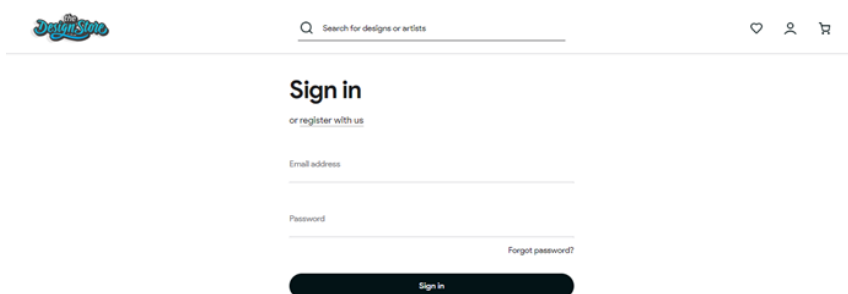 the
Design Store
Search for designs or artists
Sign in
or register with us
Email address
Password
Forgot password?
Sign in